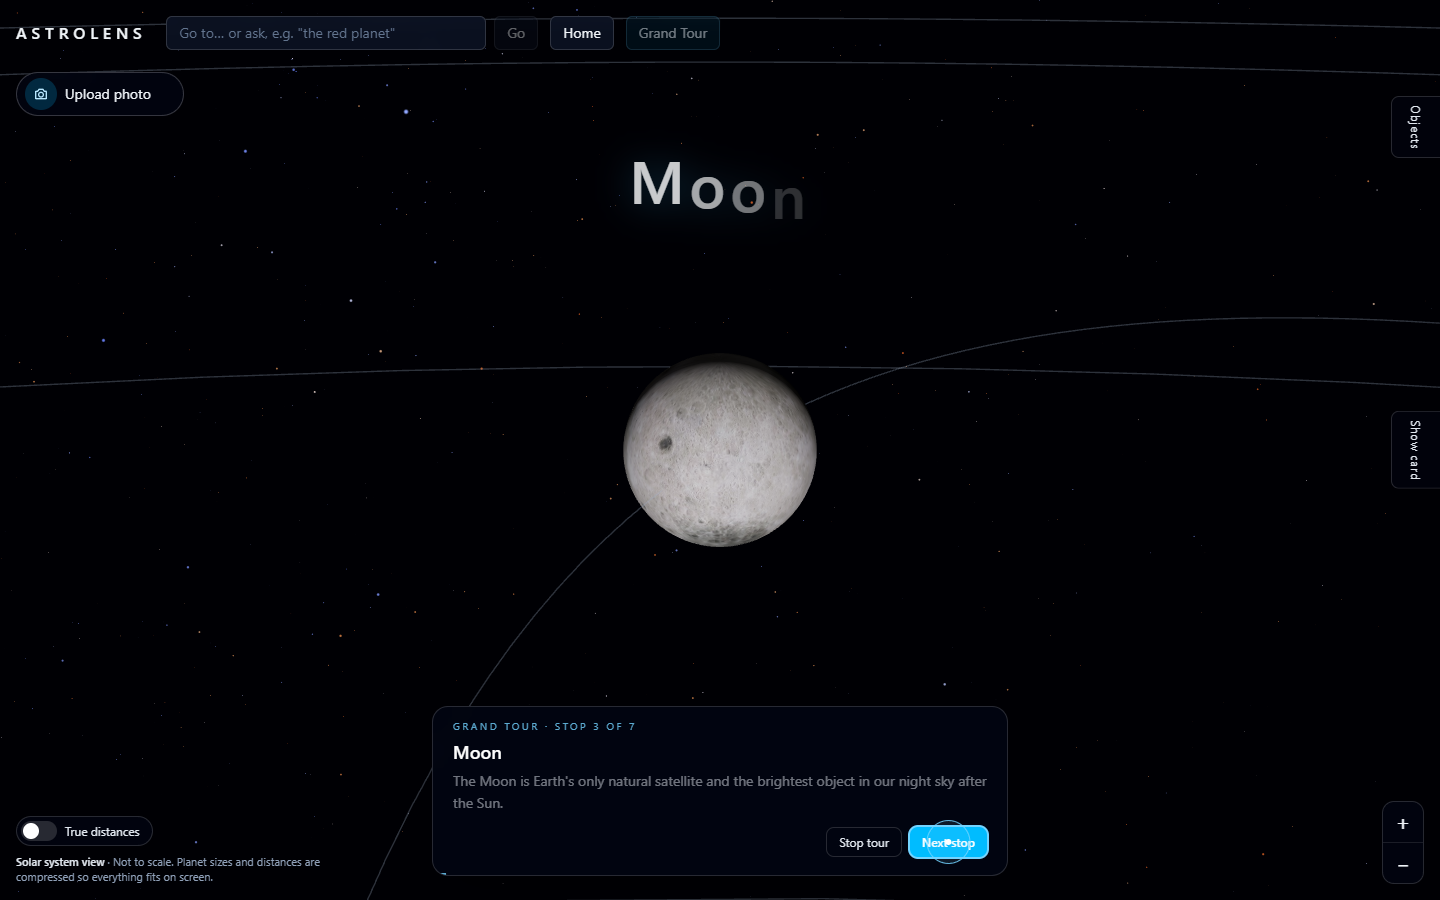 ASTROLENS
Go to... or ask, e.g. "the red planet"
Go
Home
Grand Tour
Upload photo
Objects
Moon
Show card
GRAND TOUR · STOP 3 OF 7
Moon
The Moon is Earth's only natural satellite and the brightest object in our night sky after
the Sun.
Stop tour
Next stop
True distances
Solar system view · Not to scale. Planet sizes and distances are
compressed so everything fits on screen.
+
−